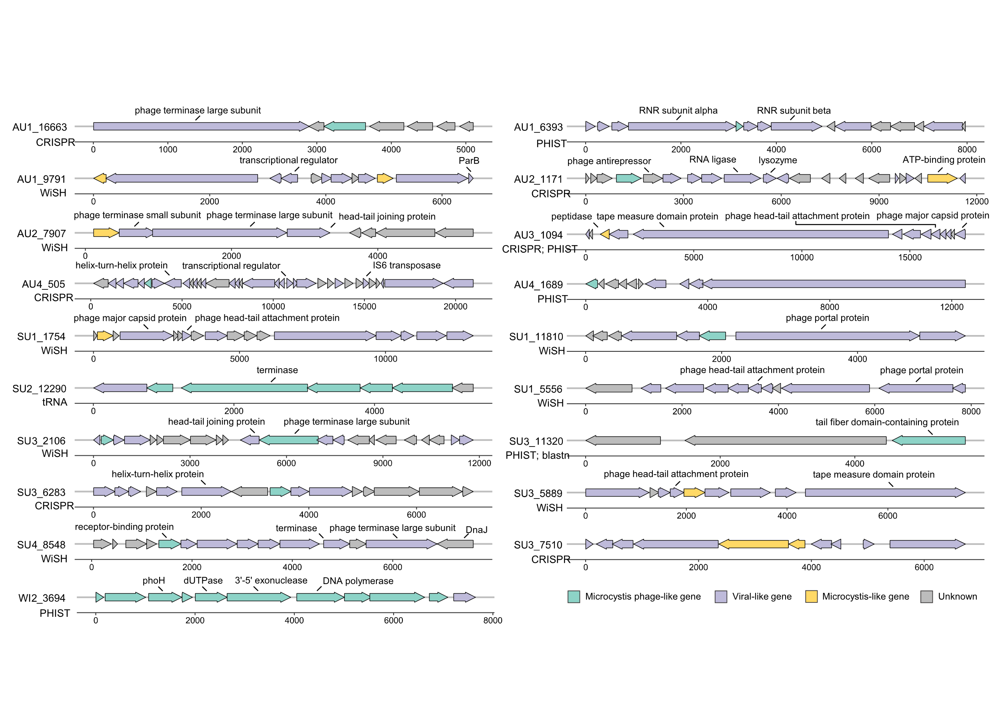 phage terminase large subunit
AU1_16663
CRISPR
0 1000 2000 3000 4000 5000
transcriptional regulator ParB
AU1_9791
WiSH
0 2000 4000 6000
phage terminase small subunit phage terminase large subunit head-tail joining protein
AU2_7907
WiSH
0 2000 4000
helix-turn-helix protein transcriptional regulator IS6 transposase
AU4_505
CRISPR
0 5000 10000 15000 20000
phage major capsid protein phage head-tail attachment protein
SU1_1754
WiSH
0 5000 10000
terminase
SU2_12290
tRNA
0 2000 4000
head-tail joining protein phage terminase large subunit
SU3_2106
WiSH
0 3000 6000 9000 12000
helix-turn-helix protein
SU3_6283
CRISPR
0 2000 4000 6000
receptor-binding protein terminase phage terminase large subunit DnaJ
SU4_8548
WiSH
0 2000 4000 6000
phoH dUTPase 3'-5' exonuclease DNA polymerase
WI2_3694
PHIST
0 2000 4000 6000 8000
RNR subunit alpha RNR subunit beta
AU1_6393
PHIST
0 2000 4000 6000 8000
phage antirepressor RNA ligase lysozyme ATP-binding protein
AU2_1171
CRISPR
0 3000 6000 9000 12000
peptidase tape measure domain protein phage head-tail attachment protein phage major capsid protein
AU3_1094
CRISPR; PHIST
0 5000 10000 15000
AU4_1689
PHIST
0 4000 8000 12000
phage portal protein
SU1_11810
WiSH
0 2000 4000
phage head-tail attachment protein phage portal protein
SU1_5556
WiSH
0 2000 4000 6000 8000
tail fiber domain-containing protein
SU3_11320
PHIST; blastn
0 2000 4000
phage head-tail attachment protein tape measure domain protein
SU3_5889
WiSH
0 2000 4000 6000
SU3_7510
CRISPR
0 2000 4000 6000
Microcystis phage-like gene Viral-like gene Microcystis-like gene Unknown